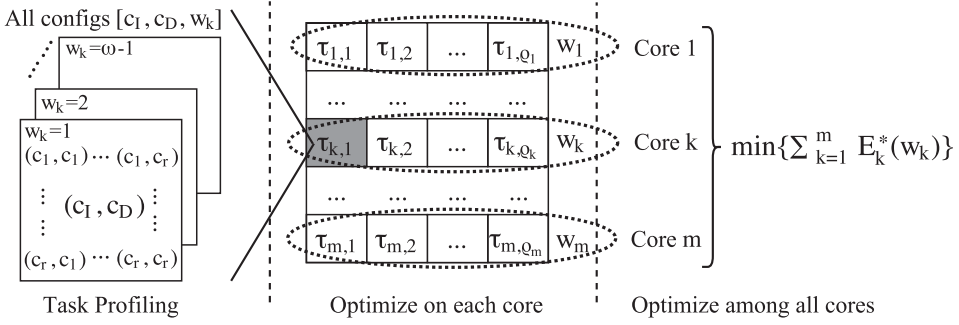 All configs [c_I, c_D, w_k]
w_k=ω-1
w_k=2
w_k=1
(c_1, c_1) ... (c_1, c_r)
(c_I, c_D)
(c_r, c_1) ... (c_r, c_r)
Task Profiling
τ_1,1 τ_1,2 ... τ_1,ϱ_1 w_1
... ... ...
τ_k,1 τ_k,2 ... τ_k,ϱ_k w_k
... ... ...
τ_m,1 τ_m,2 ... τ_m,ϱ_m w_m
Optimize on each core
Core 1
Core k
Core m
min{∑ _k=1^m E_k^*(w_k)}
Optimize among all cores